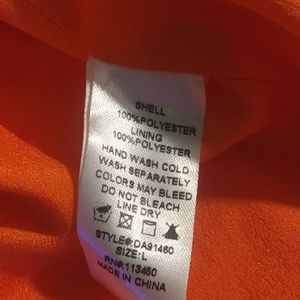 SHELL
100%POLYESTER
LINING
100%POLYESTER
HAND WASH COLD
WASH SEPARATELY
COLORS MAY BLEED
DO NOT BLEACH
LINE DRY
STYLE#:DA91460
SIZE:L
RN#:113460
MADE IN CHINA